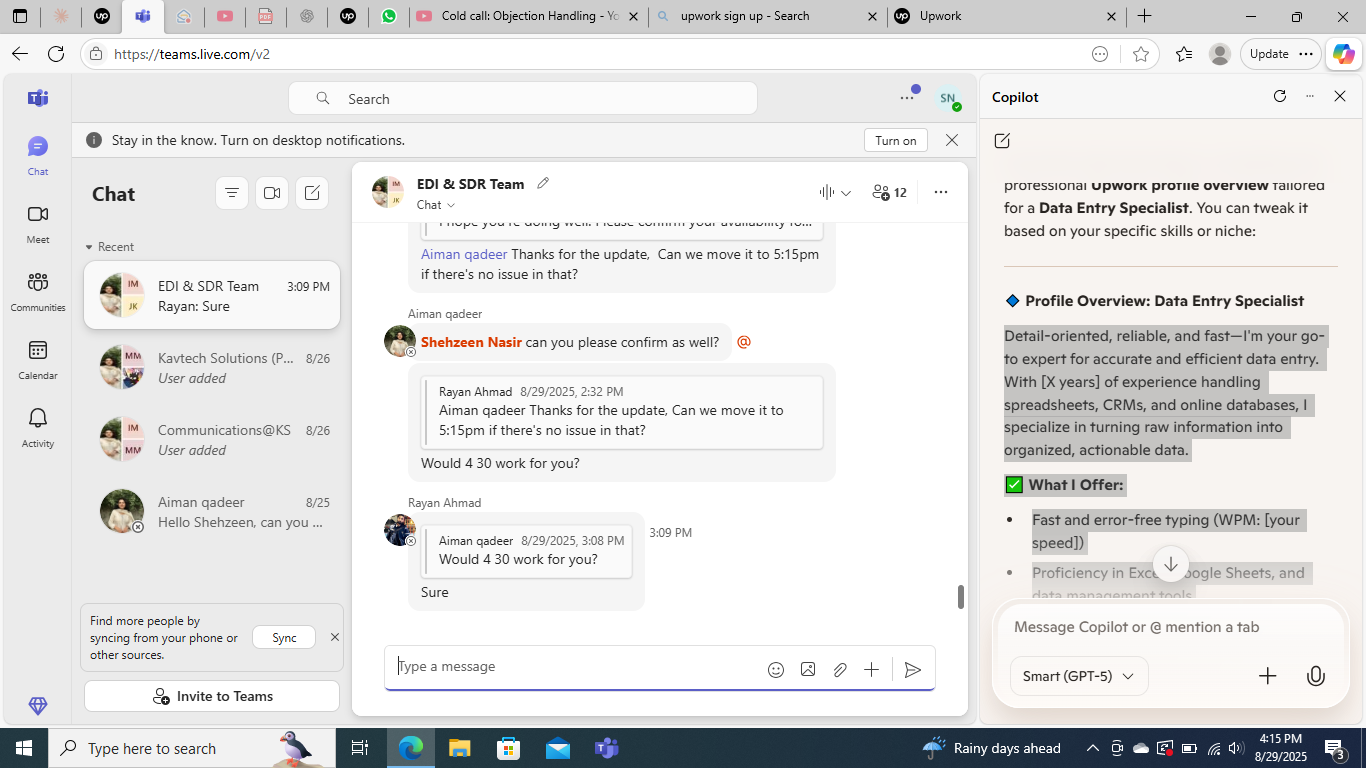 Cold call: Objection Handling - Yo
upwork sign up - Search
Upwork
https://teams.live.com/v2
Update
Search
SN
Stay in the know. Turn on desktop notifications.
Turn on
Chat
Meet
Communities
Calendar
Activity
Chat
Recent
EDI & SDR Team 3:09 PM
Rayan: Sure
Kavtech Solutions (P... 8/26
User added
Communications@KS 8/26
User added
Aiman qadeer 8/25
Hello Shehzeen, can you ...
Find more people by
syncing from your phone or
other sources.
Sync
Invite to Teams
EDI & SDR Team
Chat
12
I hope you're doing well. Please confirm your availability fo...
Aiman qadeer Thanks for the update, Can we move it to 5:15pm
if there's no issue in that?
Aiman qadeer
Shehzeen Nasir can you please confirm as well? @
Rayan Ahmad 8/29/2025, 2:32 PM
Aiman qadeer Thanks for the update, Can we move it to
5:15pm if there's no issue in that?
Would 4 30 work for you?
Rayan Ahmad
Aiman qadeer 8/29/2025, 3:08 PM
Would 4 30 work for you?
3:09 PM
Sure
Type a message
Copilot
professional Upwork profile overview tailored
for a Data Entry Specialist. You can tweak it
based on your specific skills or niche:
Profile Overview: Data Entry Specialist
Detail-oriented, reliable, and fast—I'm your go-
to expert for accurate and efficient data entry.
With [X years] of experience handling
spreadsheets, CRMs, and online databases, I
specialize in turning raw information into
organized, actionable data.
What I Offer:
• Fast and error-free typing (WPM: [your
speed])
• Proficiency in Excel, Google Sheets, and
data management tools
Message Copilot or @ mention a tab
Smart (GPT-5)
Type here to search
Rainy days ahead
4:15 PM
8/29/2025
3